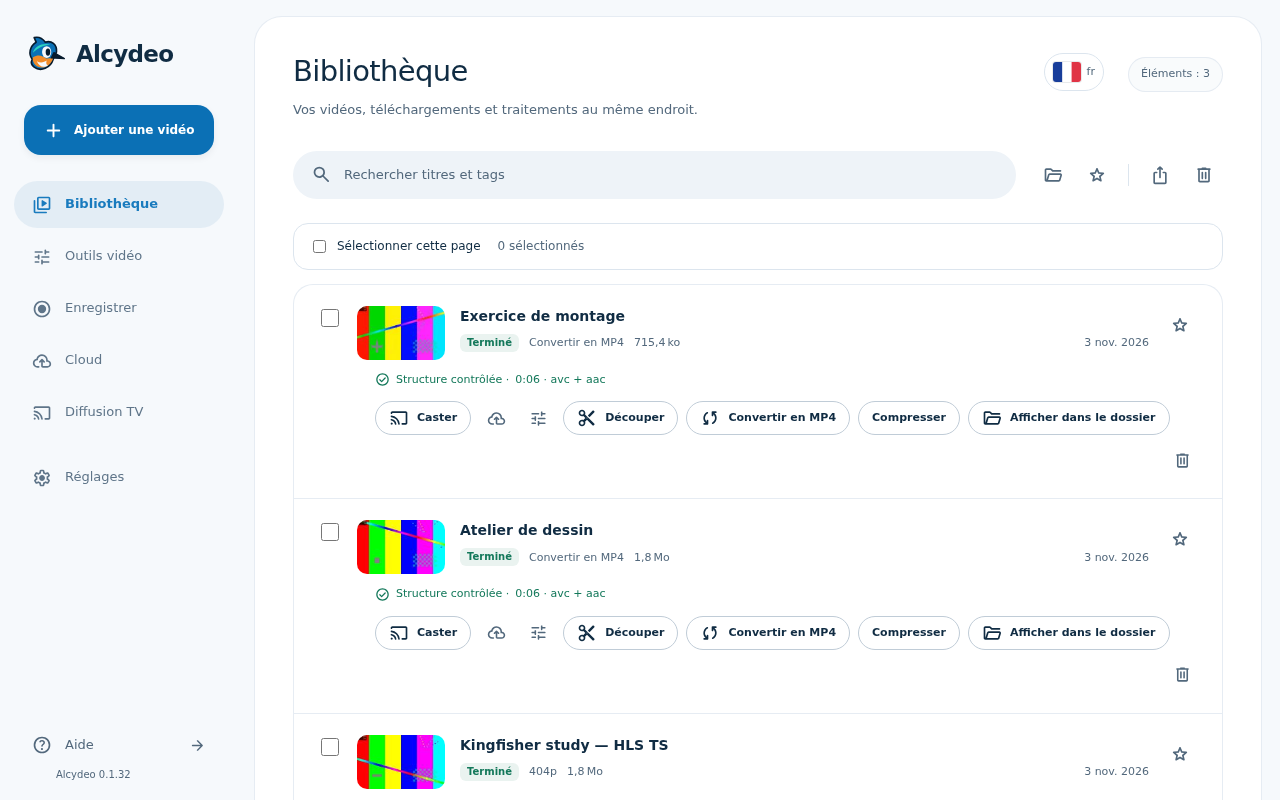 Alcydeo
Ajouter une vidéo
Bibliothèque
Outils vidéo
Enregistrer
Cloud
Diffusion TV
Réglages
Aide
Alcydeo 0.1.32
Bibliothèque
fr
Éléments : 3
Vos vidéos, téléchargements et traitements au même endroit.
Rechercher titres et tags
Sélectionner cette page 0 sélectionnés
Exercice de montage
Terminé Convertir en MP4 715,4 ko 3 nov. 2026
Structure contrôlée · 0:06 · avc + aac
Caster Découper Convertir en MP4 Compresser Afficher dans le dossier
Atelier de dessin
Terminé Convertir en MP4 1,8 Mo 3 nov. 2026
Structure contrôlée · 0:06 · avc + aac
Caster Découper Convertir en MP4 Compresser Afficher dans le dossier
Kingfisher study — HLS TS
Terminé 404p 1,8 Mo 3 nov. 2026